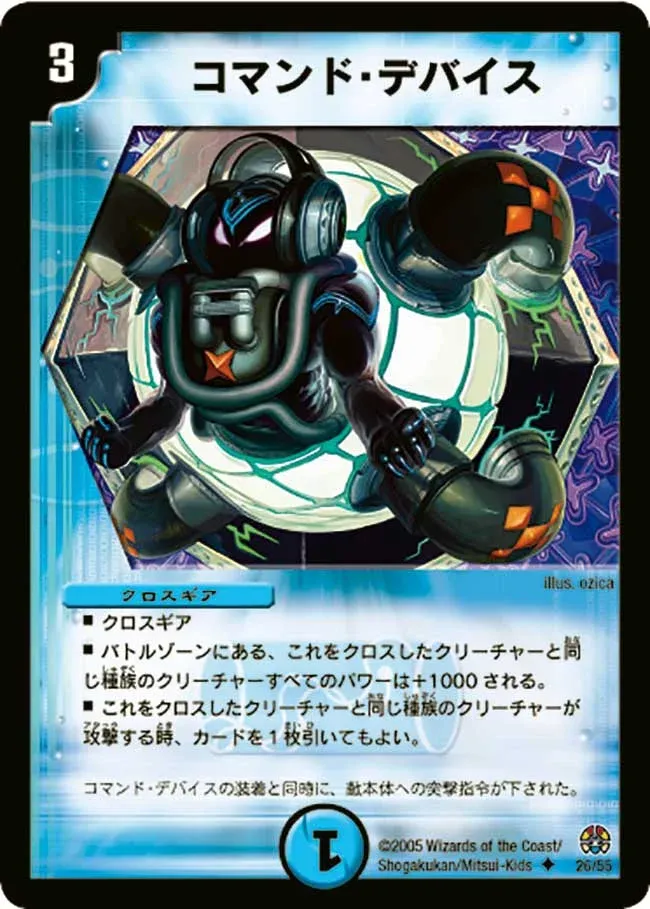 3
コマンド・デバイス
illus. ozica
クロスギア
■ クロスギア
■ バトルゾーンにある、これをクロスしたクリーチャーと同
じ種族のクリーチャーすべてのパワーは+1000 される。
■ これをクロスしたクリーチャーと同じ種族のクリーチャーが
攻撃する時、カードを1枚引いてもよい。
コマンド・デバイスの装着と同時に、敵本体への突撃指令が下された。
1
©2005 Wizards of the Coast/
Shogakukan/Mitsui-Kids ◆ 26/55